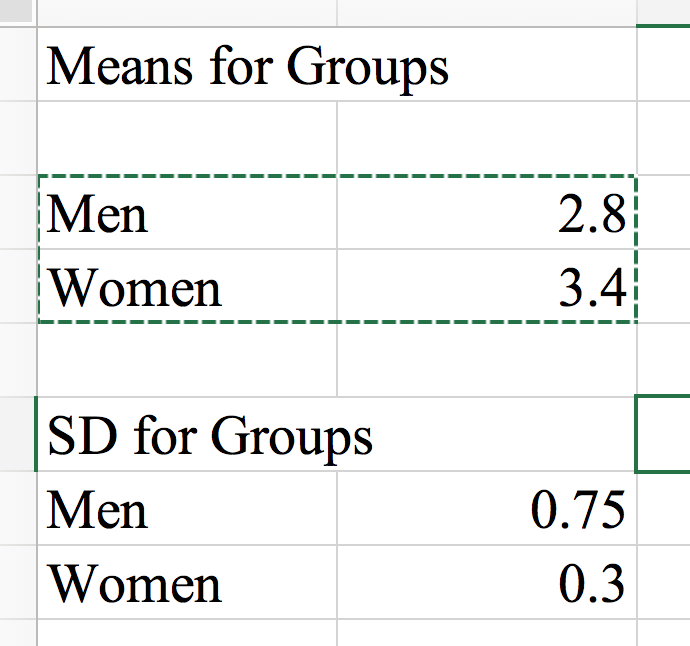 Means for Groups
Men 2.8
Women 3.4
SD for Groups
Men 0.75
Women 0.3